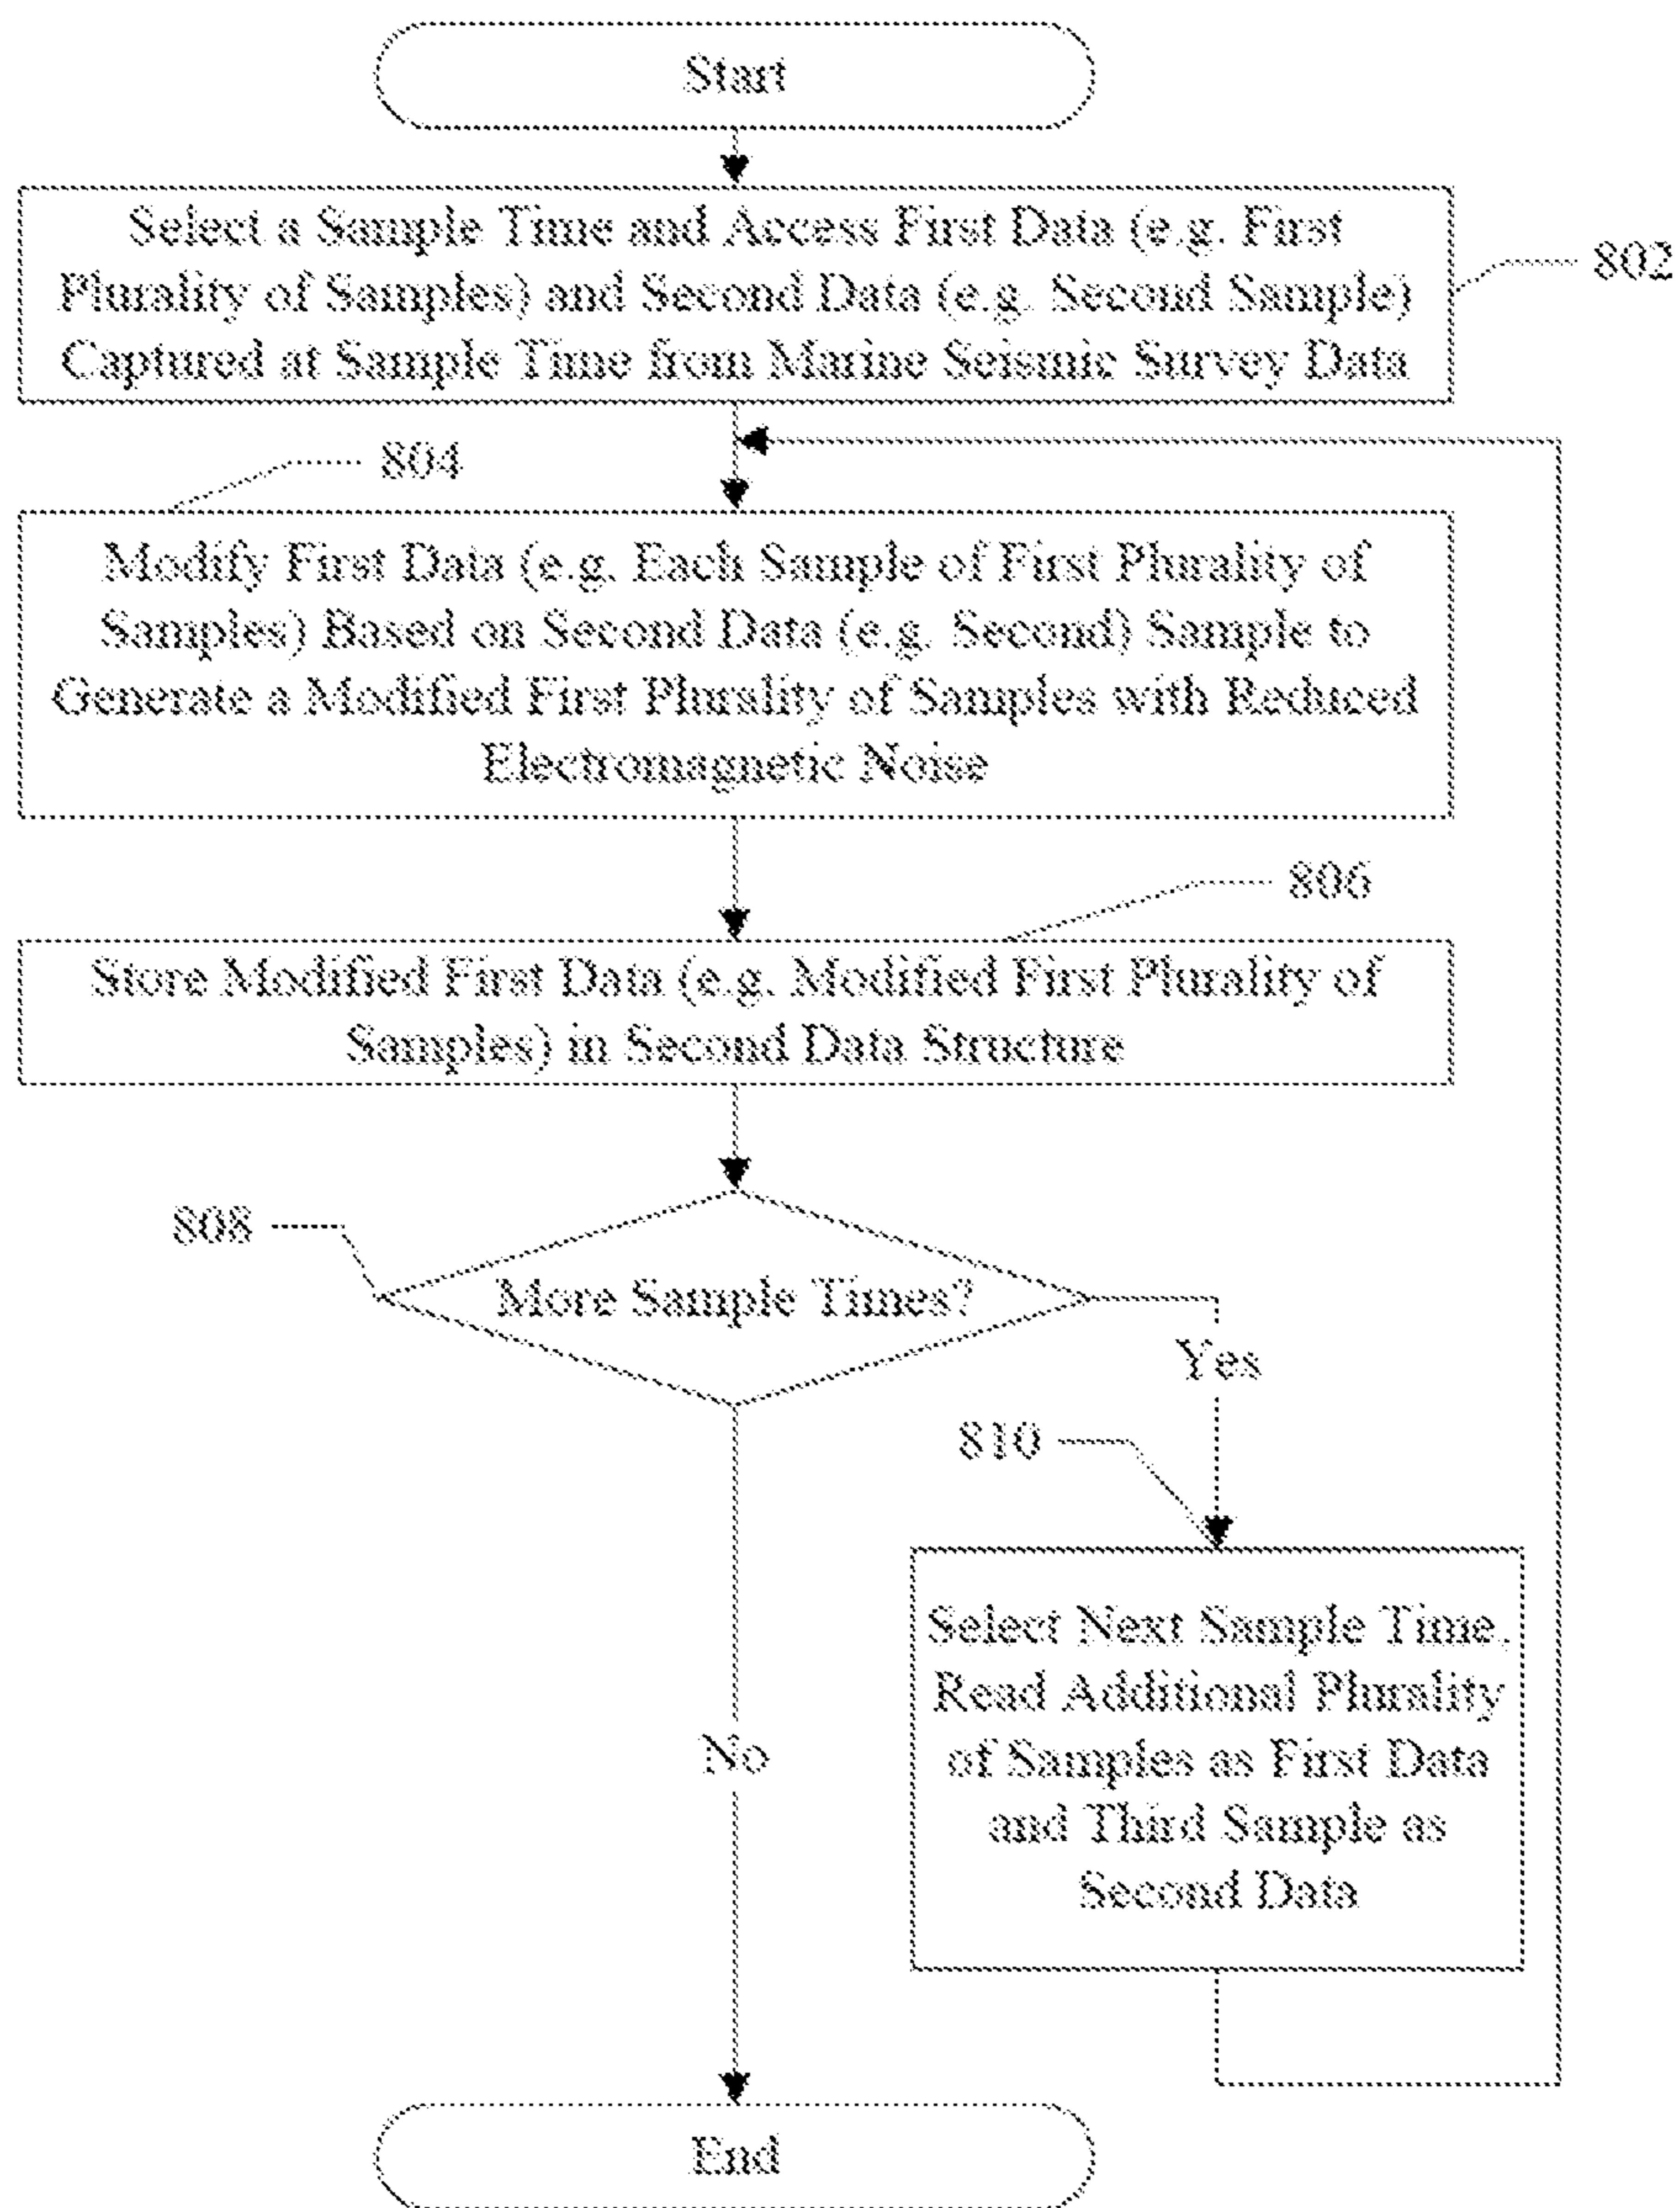 Start
Select a Sample Time and Access First Data (e.g. First
Plurality of Samples) and Second Data (e.g. Second Sample)
Captured at Sample Time from Marine Seismic Survey Data
802
804
Modify First Data (e.g. Each Sample of First Plurality of
Samples) Based on Second Data (e.g. Second) Sample to
Generate a Modified First Plurality of Samples with Reduced
Electromagnetic Noise
806
Store Modified First Data (e.g. Modified First Plurality of
Samples) in Second Data Structure
808
More Sample Times?
Yes
810
Select Next Sample Time,
Read Additional Plurality
of Samples as First Data
and Third Sample as
Second Data
No
End